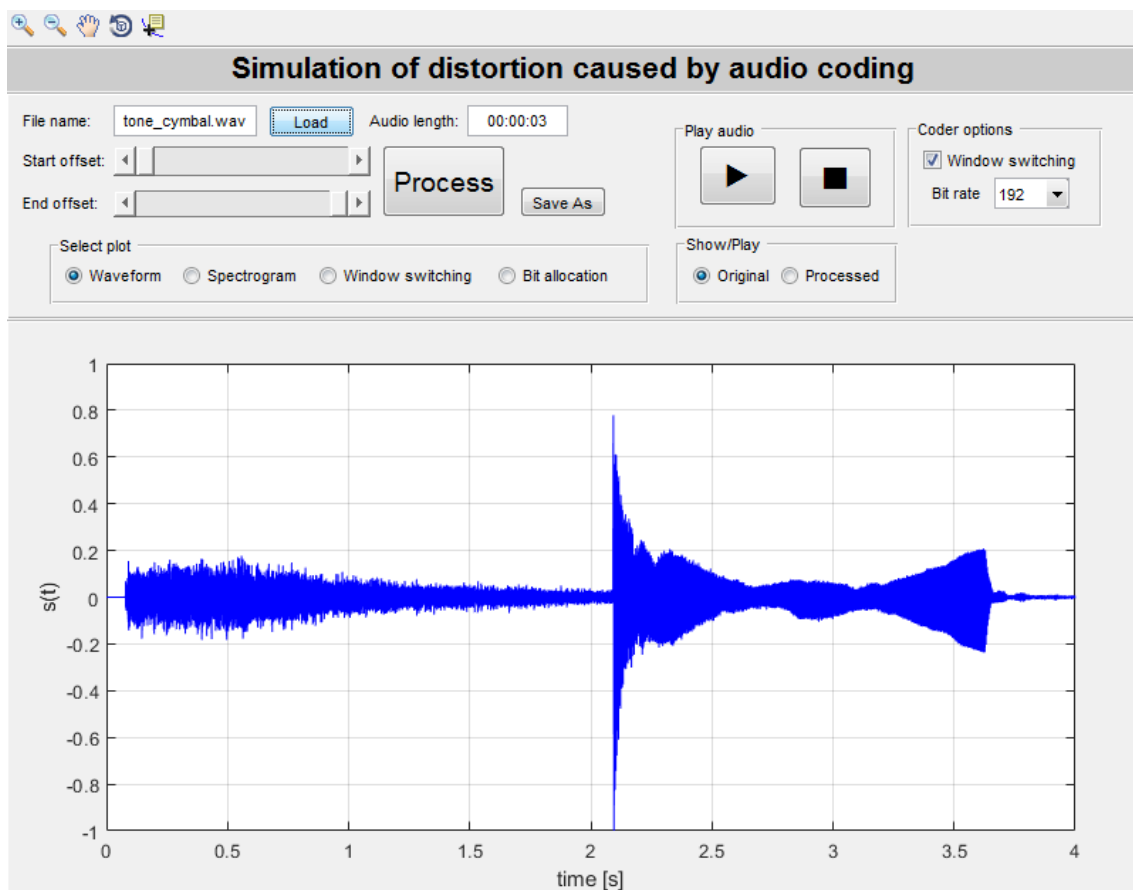 Simulation of distortion caused by audio coding
File name: tone_cymbal.wav Load Audio length: 00:00:03
Start offset:
End offset:
Process
Save As
Play audio
Coder options
Window switching
Bit rate 192
Select plot
Waveform Spectrogram Window switching Bit allocation
Show/Play
Original Processed
1
0.8
0.6
0.4
0.2
0
-0.2
-0.4
-0.6
-0.8
-1
s(t)
0 0.5 1 1.5 2 2.5 3 3.5 4
time [s]